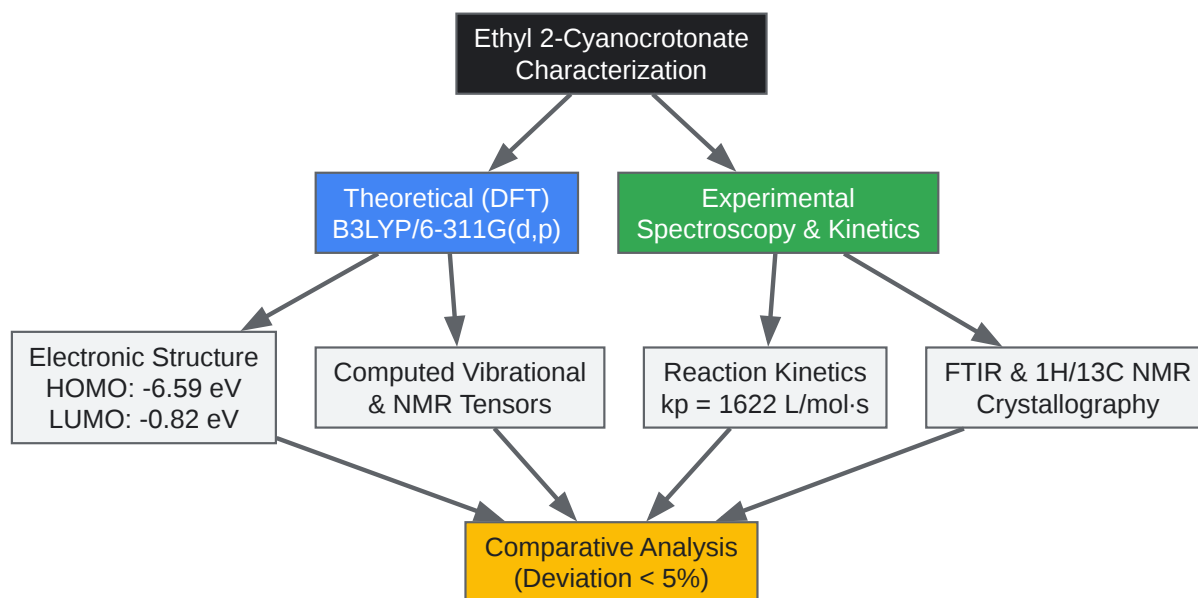 Ethyl 2-Cyanocrotonate
Characterization
Theoretical (DFT)
B3LYP/6-311G(d,p)
Experimental
Spectroscopy & Kinetics
Electronic Structure
HOMO: -6.59 eV
LUMO: -0.82 eV
Computed Vibrational
& NMR Tensors
Reaction Kinetics
kp = 1622 L/mol·s
FTIR & 1H/13C NMR
Crystallography
Comparative Analysis
(Deviation < 5%)